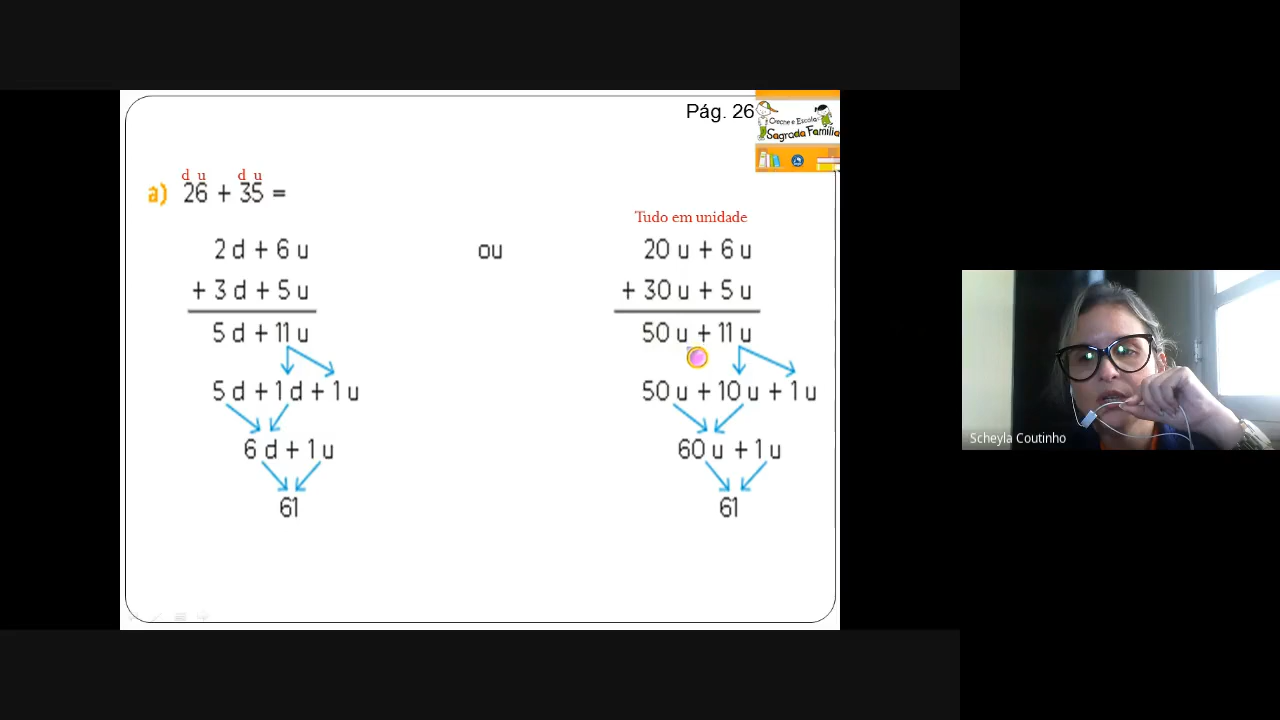 Pág. 26
Creche e Escola
Sagrada Família
d u d u
a) 26 + 35 =
Tudo em unidade
2 d + 6 u ou 20 u + 6 u
+ 3 d + 5 u + 30 u + 5 u
5 d + 11 u 50 u + 11 u
5 d + 1 d + 1 u 50 u + 10 u + 1 u
6 d + 1 u 60 u + 1 u
61 61
Scheyla Coutinho